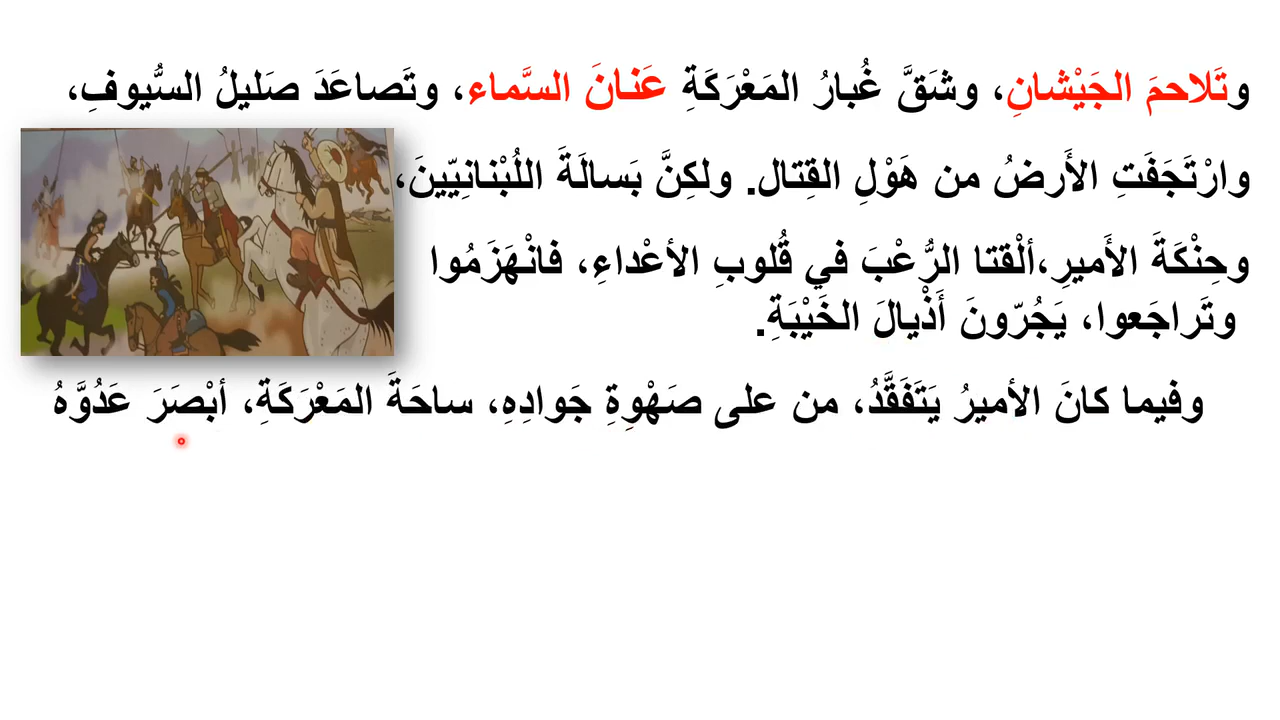 وتَلاحمَ الجَيْشانِ، وشَقَّ غُبارُ المَعْرَكَةِ عَنانَ السَّماء، وتَصاعَدَ صَليلُ السُّيوفِ،
وارْتَجَفَتِ الأَرضُ من هَوْلِ القِتال. ولكِنَّ بَسالَةَ اللُبْنانِيّينَ،
وحِنْكَةَ الأَميرِ،ألْقتا الرُّعْبَ في قُلوبِ الأعْداءِ، فانْهَزَمُوا
وتَراجَعوا، يَجُرّونَ أَذْيالَ الخَيْبَةِ.
وفيما كانَ الأميرُ يَتَفَقَّدُ، من على صَهْوِةِ جَوادِهِ، ساحَةَ المَعْرَكَةِ، أبْصَرَ عَدُوَّهُ